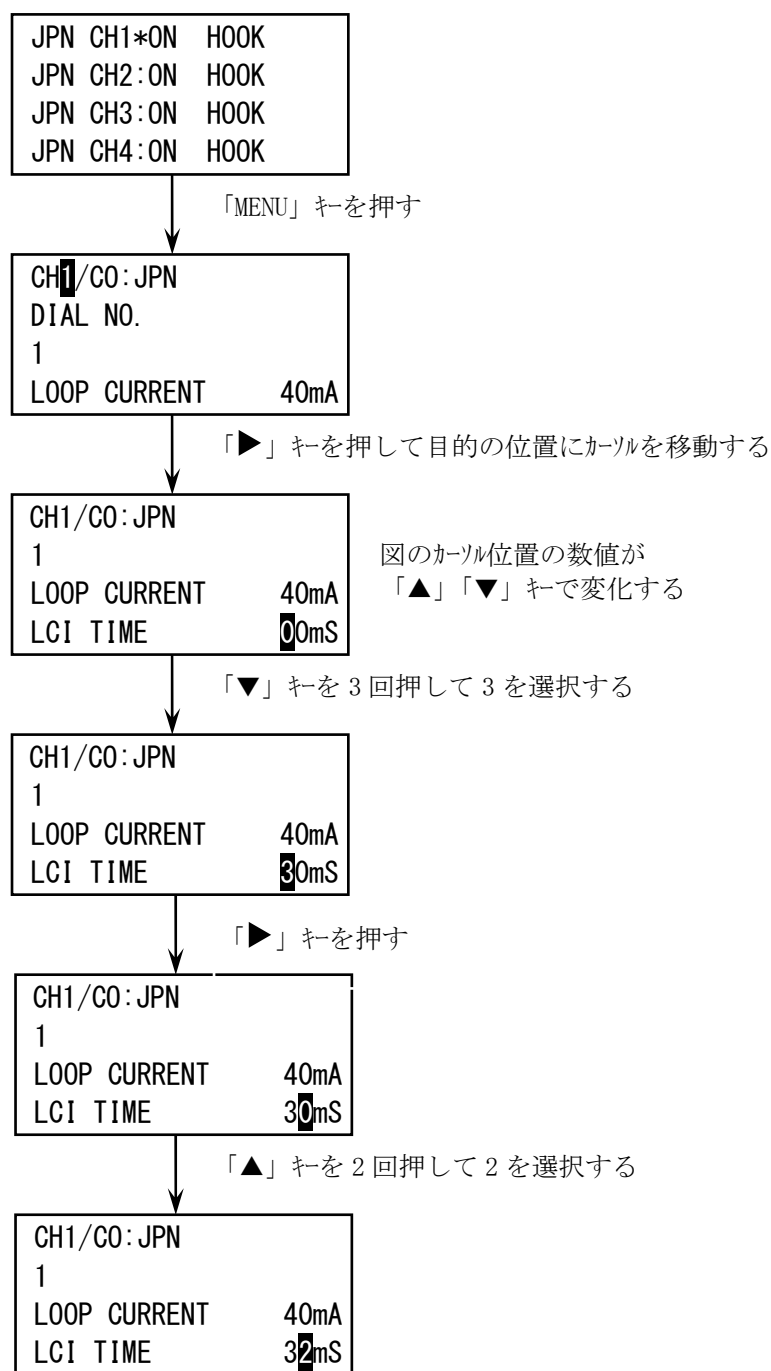 JPN CH1*ON HOOK
JPN CH2:ON HOOK
JPN CH3:ON HOOK
JPN CH4:ON HOOK
「MENU」ｷｰを押す
CH1/CO:JPN
DIAL NO.
1
LOOP CURRENT 40mA
「▶」ｷｰを押して目的の位置にｶｰｿﾙを移動する
CH1/CO:JPN
1
LOOP CURRENT 40mA
LCI TIME 00mS
図のｶｰｿﾙ位置の数値が
「▲」「▼」ｷｰで変化する
「▼」ｷｰを3回押して3を選択する
CH1/CO:JPN
1
LOOP CURRENT 40mA
LCI TIME 30mS
「▶」ｷｰを押す
CH1/CO:JPN
1
LOOP CURRENT 40mA
LCI TIME 30mS
「▲」ｷｰを2回押して2を選択する
CH1/CO:JPN
1
LOOP CURRENT 40mA
LCI TIME 32mS